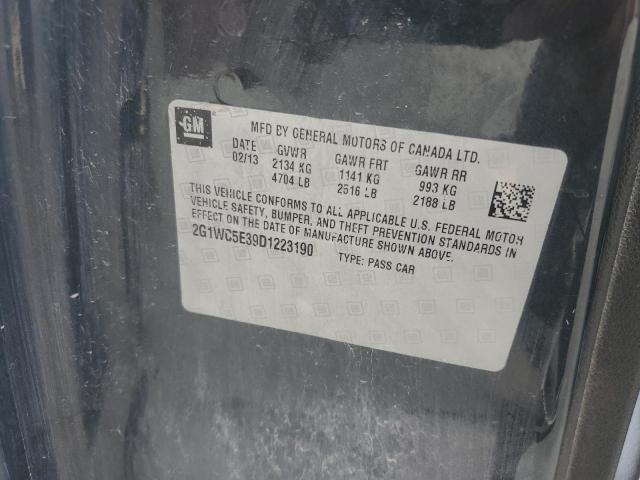 GM
MFD BY GENERAL MOTORS OF CANADA LTD.
DATE GVWR GAWR FRT GAWR RR
02/13 2134 KG 1141 KG 993 KG
4704 LB 2516 LB 2188 LB
THIS VEHICLE CONFORMS TO ALL APPLICABLE U.S. FEDERAL MOTOR
VEHICLE SAFETY, BUMPER, AND THEFT PREVENTION STANDARDS IN
EFFECT ON THE DATE OF MANUFACTURE SHOWN ABOVE.
2G1WC5E39D1223190 TYPE: PASS CAR